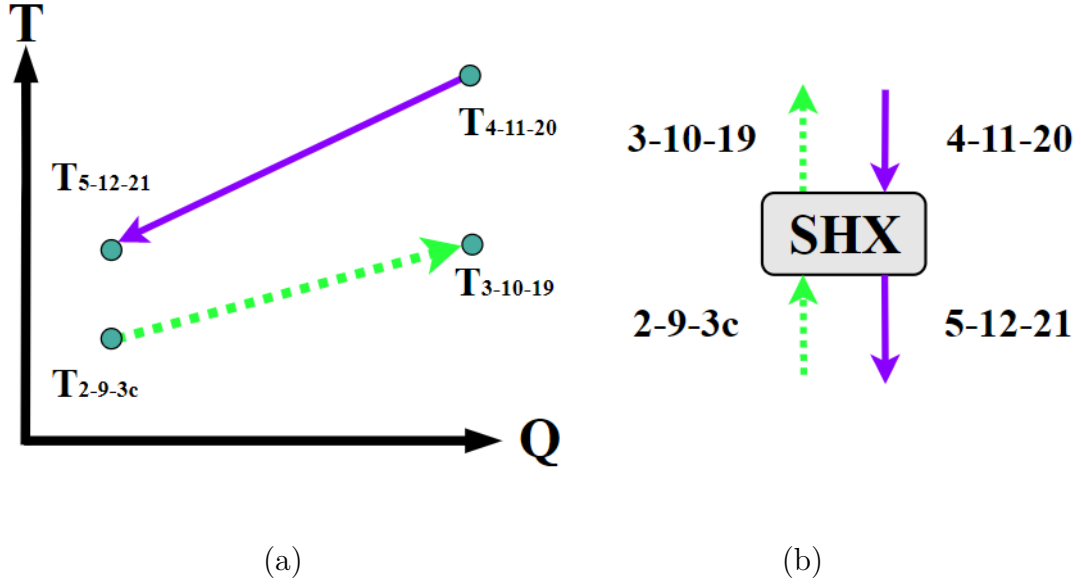 T
T4-11-20
T5-12-21
T3-10-19
T2-9-3c
Q
3-10-19
4-11-20
SHX
2-9-3c
5-12-21
(a)
(b)